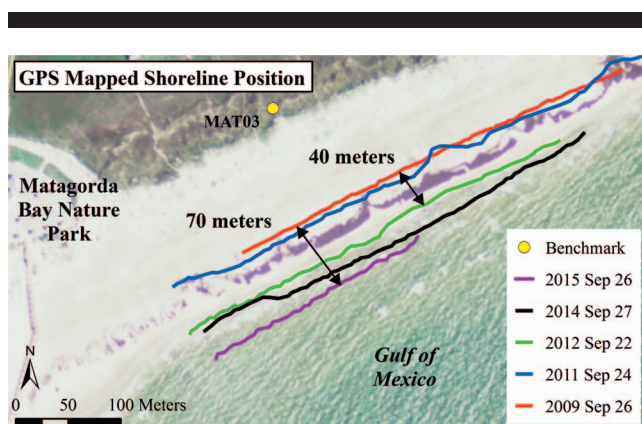 GPS Mapped Shoreline Position
MAT03
40 meters
Matagorda
Bay Nature
Park
70 meters
Benchmark
2015 Sep 26
2014 Sep 27
2012 Sep 22
2011 Sep 24
2009 Sep 26
Gulf of
Mexico
N
0 50 100 Meters